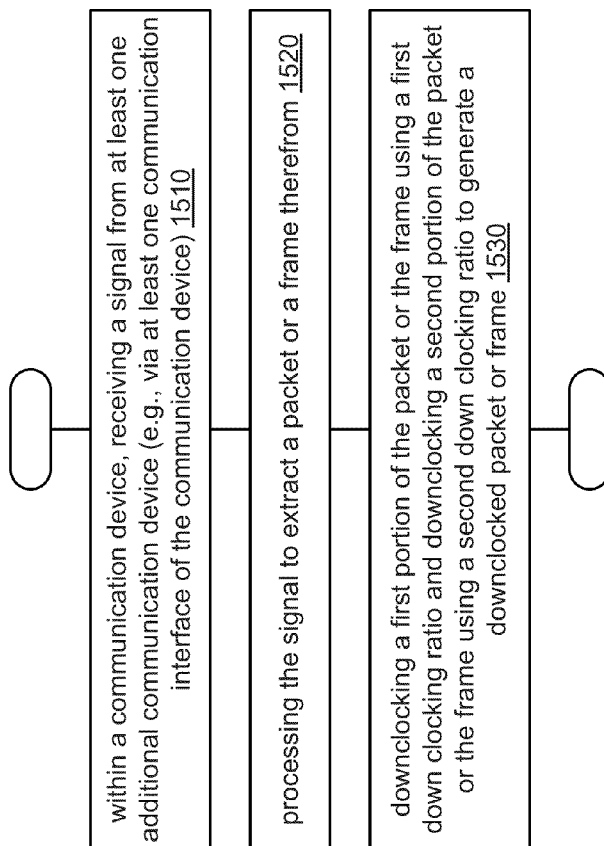 within a communication device, receiving a signal from at least one
additional communication device (e.g., via at least one communication
interface of the communication device) 1510
processing the signal to extract a packet or a frame therefrom 1520
downclocking a first portion of the packet or the frame using a first
down clocking ratio and downclocking a second portion of the packet
or the frame using a second down clocking ratio to generate a
downclocked packet or frame 1530